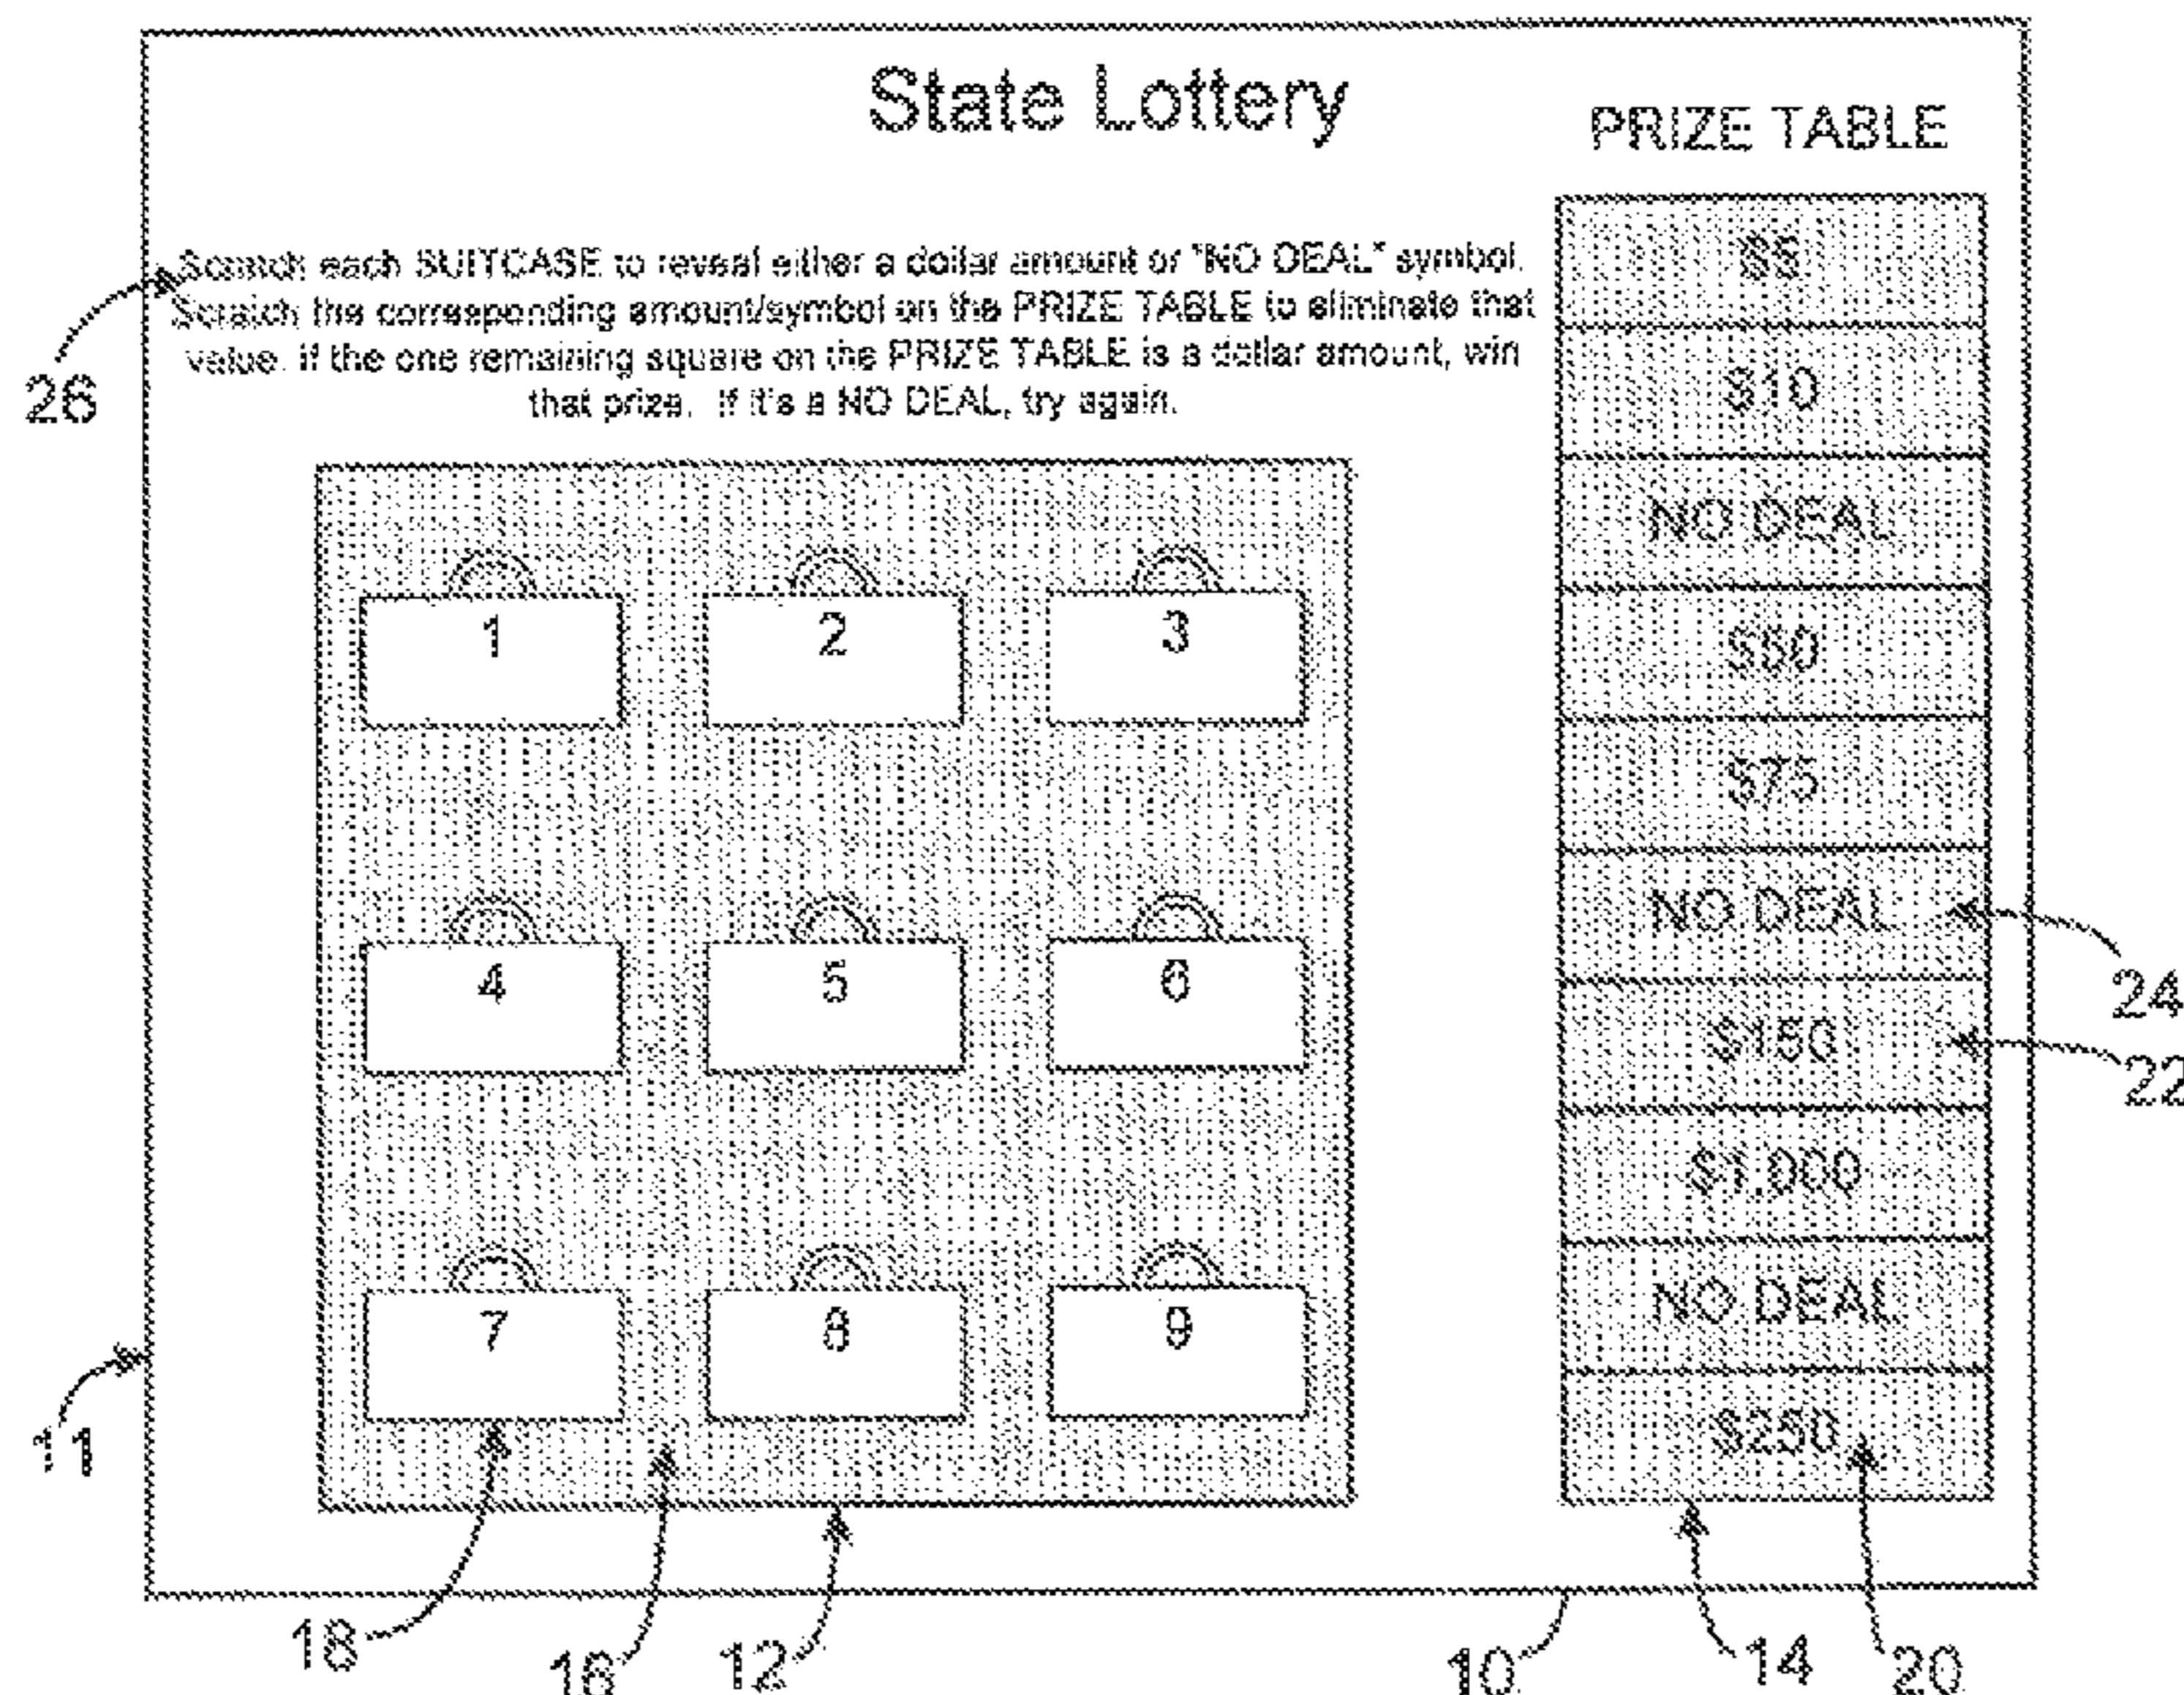 State Lottery
PRIZE TABLE
Scratch each SUITCASE to reveal either a dollar amount or "NO DEAL" symbol.
Scratch the corresponding amount/symbol on the PRIZE TABLE to eliminate that
value. If the one remaining square on the PRIZE TABLE is a dollar amount, win
that prize. If it's a NO DEAL, try again.
26
1 2 3
4 5 6
7 8 9
$5
$10
NO DEAL
$50
$75
NO DEAL
$150
$1,000
NO DEAL
$250
24
22
11
18 16 12 10 14 20